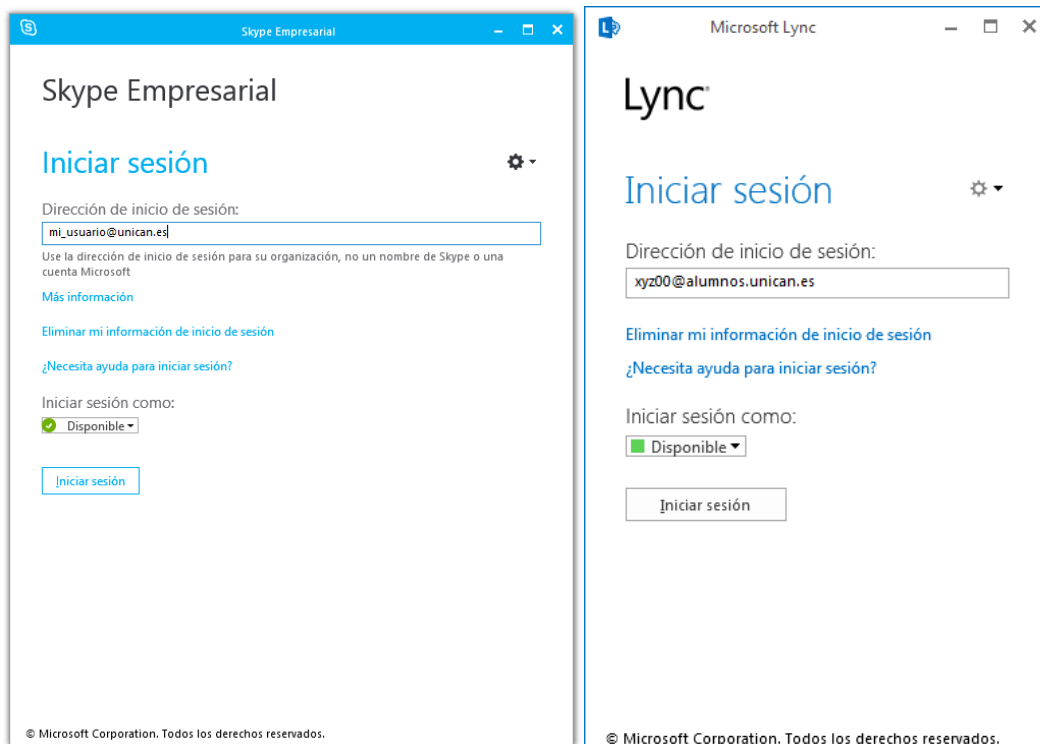 Skype Empresarial
Skype Empresarial
Iniciar sesión
Dirección de inicio de sesión:
mi_usuario@unican.es
Use la dirección de inicio de sesión para su organización, no un nombre de Skype o una
cuenta Microsoft
Más información
Eliminar mi información de inicio de sesión
¿Necesita ayuda para iniciar sesión?
Iniciar sesión como:
Disponible
Iniciar sesión
© Microsoft Corporation. Todos los derechos reservados.
Microsoft Lync
Lync
Iniciar sesión
Dirección de inicio de sesión:
xyz00@alumnos.unican.es
Eliminar mi información de inicio de sesión
¿Necesita ayuda para iniciar sesión?
Iniciar sesión como:
Disponible
Iniciar sesión
© Microsoft Corporation. Todos los derechos reservados.